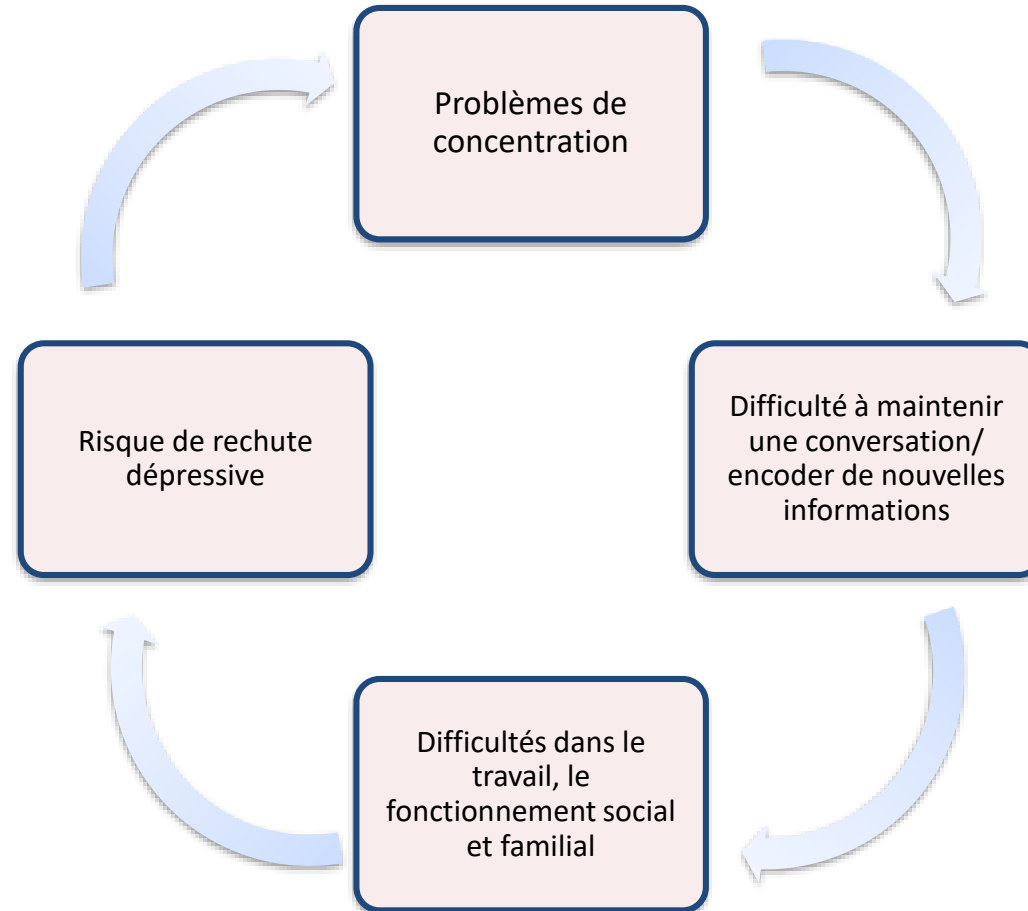 Problèmes de
concentration
Difficulté à maintenir
une conversation/
encoder de nouvelles
informations
Difficultés dans le
travail, le
fonctionnement social
et familial
Risque de rechute
dépressive